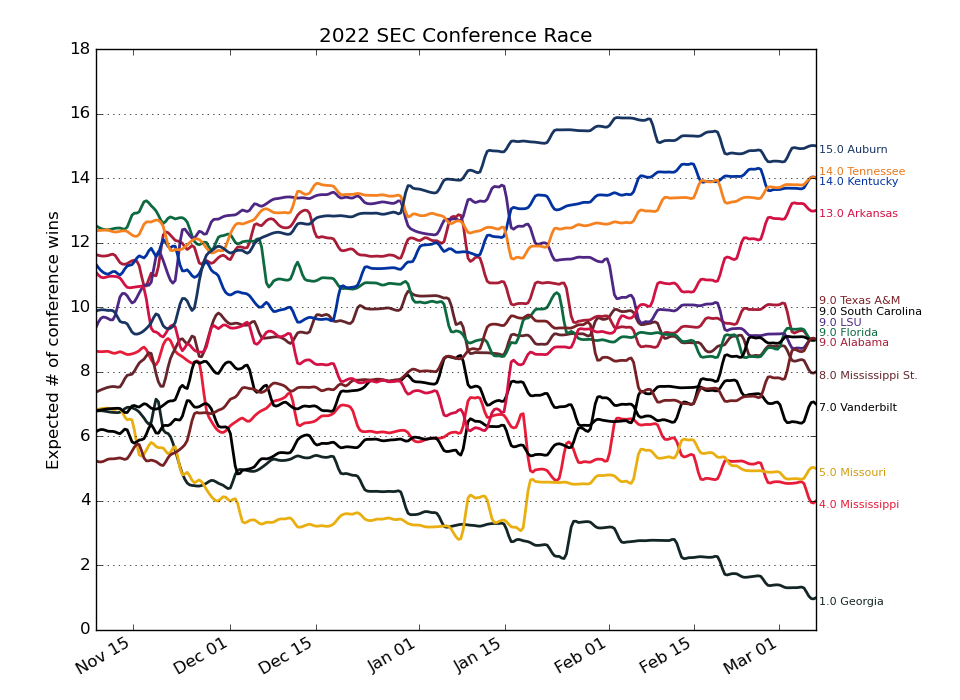 2022 SEC Conference Race
Expected # of conference wins
18
16
14
12
10
8
6
4
2
0
Nov 15
Dec 01
Dec 15
Jan 01
Jan 15
Feb 01
Feb 15
Mar 01
15.0 Auburn
14.0 Tennessee
14.0 Kentucky
13.0 Arkansas
9.0 Texas A&M
9.0 South Carolina
9.0 LSU
9.0 Florida
9.0 Alabama
8.0 Mississippi St.
7.0 Vanderbilt
5.0 Missouri
4.0 Mississippi
1.0 Georgia